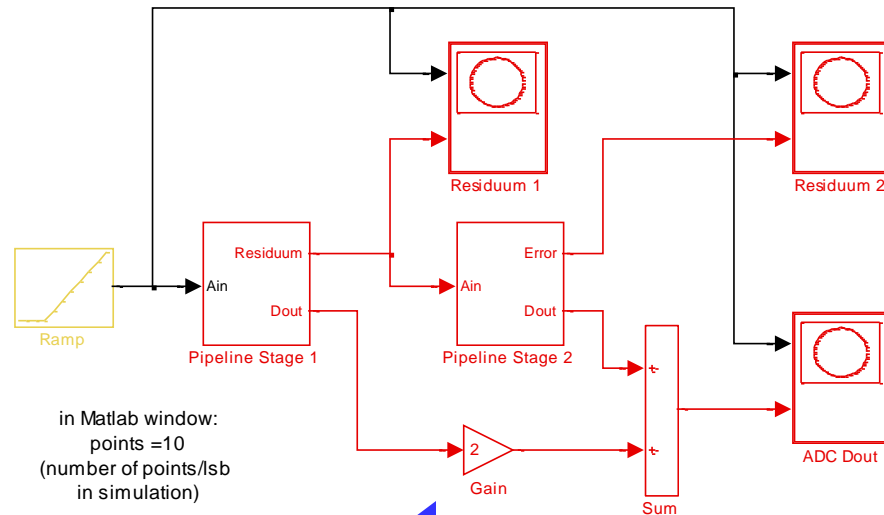 Residuum 1
Residuum 2
Residuum
Error
Ain
Ain
Dout
Dout
Ramp
Pipeline Stage 1
Pipeline Stage 2
+
+
in Matlab window:
points =10
(number of points/lsb
in simulation)
2
Gain
Sum
ADC Dout